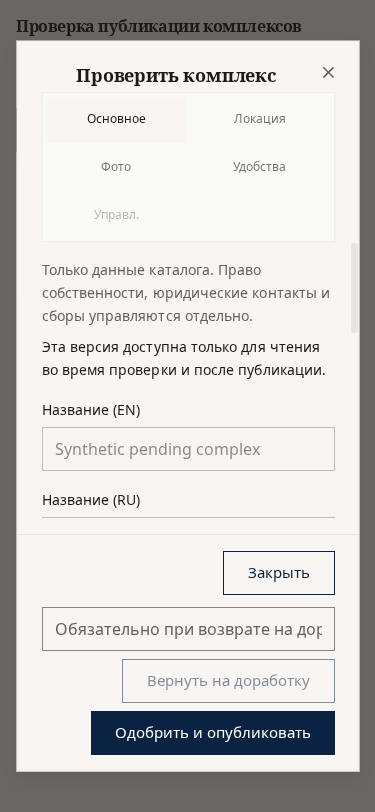 Проверка публикации комплексов
Проверить комплекс
Основное
Локация
Фото
Удобства
Управл.
Только данные каталога. Право
собственности, юридические контакты и
сборы управляются отдельно.
Эта версия доступна только для чтения
во время проверки и после публикации.
Название (EN)
Synthetic pending complex
Название (RU)
Закрыть
Обязательно при возврате на дор
Вернуть на доработку
Одобрить и опубликовать